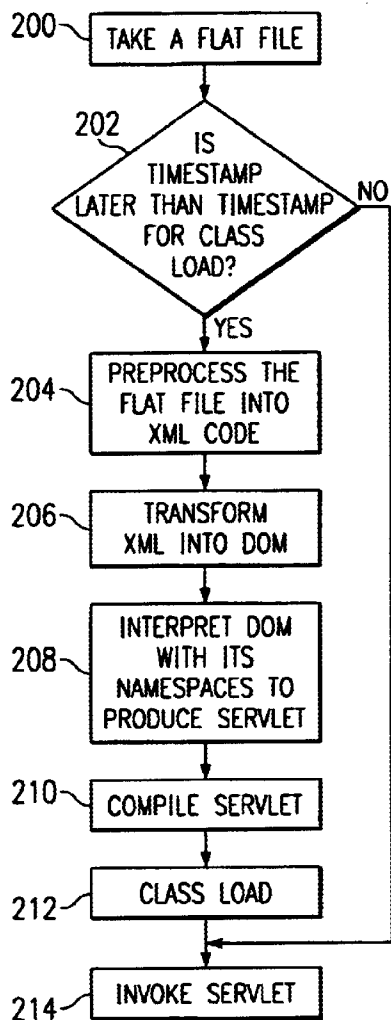 200
TAKE A FLAT FILE
202
IS
TIMESTAMP
LATER THAN TIMESTAMP
FOR CLASS
LOAD?
NO
YES
204
PREPROCESS THE
FLAT FILE INTO
XML CODE
206
TRANSFORM
XML INTO DOM
208
INTERPRET DOM
WITH ITS
NAMESPACES TO
PRODUCE SERVLET
210
COMPILE SERVLET
212
CLASS LOAD
214
INVOKE SERVLET